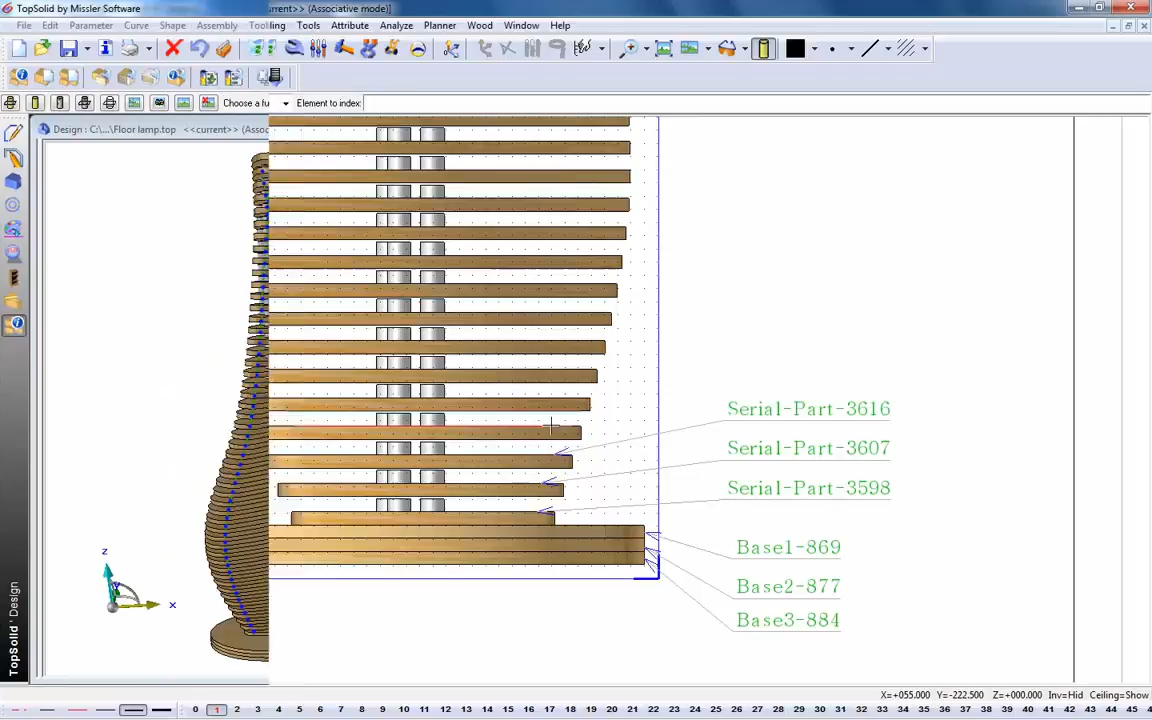 TopSolid by Missler Software
rrent>> (Associative mode)]
File Edit Parameter Curve Shape Assembly Tooling Tools Attribute Analyze Planner Wood Window Help
Choose a fu Element to index:
Design : C:\...\Floor lamp.top <<current>> (Assoc
Serial-Part-3616
Serial-Part-3607
Serial-Part-3598
Base1-869
Base2-877
Base3-884
z
Y
x
TopSolid ' Design
X=+055.000 Y=-222.500 Z=+000.000 Inv=Hid Ceiling=Show
0 1 2 3 4 5 6 7 8 9 10 11 12 13 14 15 16 17 18 19 20 21 22 23 24 25 26 27 28 29 30 31 32 33 34 35 36 37 38 39 40 41 42 43 44 45